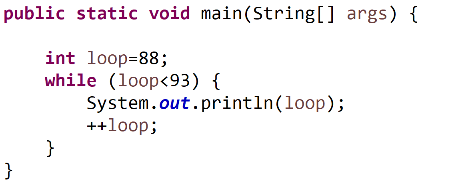 public static void main(String[] args) {
int loop=88;
while (loop<93) {
System.out.println(loop);
++loop;
}
}